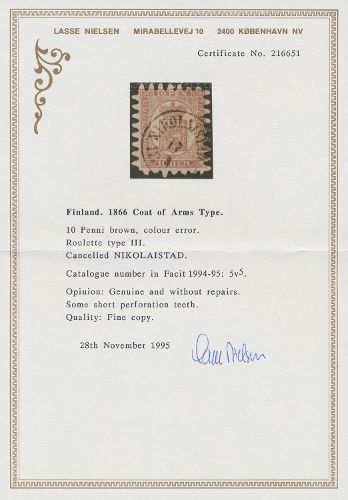 LASSE NIELSEN MIRABELLEVEJ 10 2400 KØBENHAVN NV
Certificate No. 216651
Finland, 1866 Coat of Arms Type.
10 Penni brown, colour error.
Roulette type III.
Cancelled NIKOLAISTAD.
Catalogue number in Facit 1994-95: 5v⁵.
Opinion: Genuine and without repairs.
Some short perforation teeth.
Quality: Fine copy.
28th November 1995
Lasse Nielsen